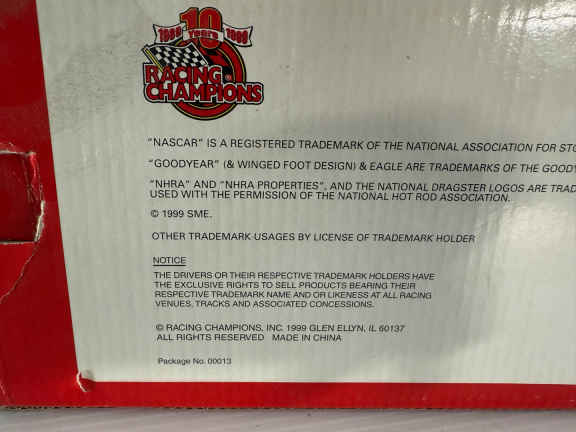 10
1989 Years 1999
RACING
CHAMPIONS
"NASCAR" IS A REGISTERED TRADEMARK OF THE NATIONAL ASSOCIATION FOR STO
"GOODYEAR" (& WINGED FOOT DESIGN) & EAGLE ARE TRADEMARKS OF THE GOODY
"NHRA" AND "NHRA PROPERTIES", AND THE NATIONAL DRAGSTER LOGOS ARE TRAD
USED WITH THE PERMISSION OF THE NATIONAL HOT ROD ASSOCIATION.
© 1999 SME.
OTHER TRADEMARK USAGES BY LICENSE OF TRADEMARK HOLDER
NOTICE
THE DRIVERS OR THEIR RESPECTIVE TRADEMARK HOLDERS HAVE
THE EXCLUSIVE RIGHTS TO SELL PRODUCTS BEARING THEIR
RESPECTIVE TRADEMARK NAME AND OR LIKENESS AT ALL RACING
VENUES, TRACKS AND ASSOCIATED CONCESSIONS.
© RACING CHAMPIONS, INC. 1999 GLEN ELLYN, IL 60137
ALL RIGHTS RESERVED MADE IN CHINA
Package No. 00013